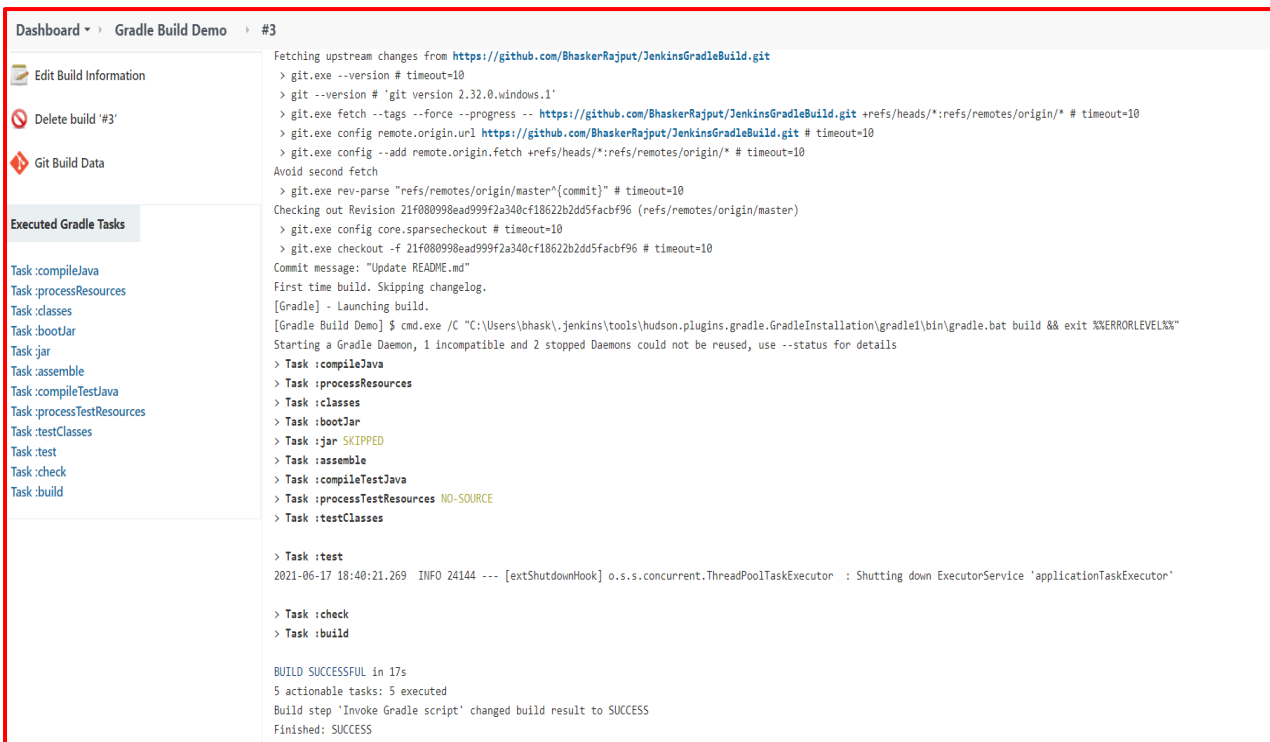 Dashboard Gradle Build Demo #3
Edit Build Information
Delete build '#3'
Git Build Data
Executed Gradle Tasks
Task :compileJava
Task :processResources
Task :classes
Task :bootJar
Task :jar
Task :assemble
Task :compileTestJava
Task :processTestResources
Task :testClasses
Task :test
Task :check
Task :build
Fetching upstream changes from https://github.com/BhaskerRajput/JenkinsGradleBuild.git
> git.exe --version # timeout=10
> git --version # 'git version 2.32.0.windows.1'
> git.exe fetch --tags --force --progress -- https://github.com/BhaskerRajput/JenkinsGradleBuild.git +refs/heads/*:refs/remotes/origin/* # timeout=10
> git.exe config remote.origin.url https://github.com/BhaskerRajput/JenkinsGradleBuild.git # timeout=10
> git.exe config --add remote.origin.fetch +refs/heads/*:refs/remotes/origin/* # timeout=10
Avoid second fetch
> git.exe rev-parse "refs/remotes/origin/master^{commit}" # timeout=10
Checking out Revision 21f080998ead999f2a340cf18622b2dd5facbf96 (refs/remotes/origin/master)
> git.exe config core.sparsecheckout # timeout=10
> git.exe checkout -f 21f080998ead999f2a340cf18622b2dd5facbf96 # timeout=10
Commit message: "Update README.md"
First time build. Skipping changelog.
[Gradle] - Launching build.
[Gradle Build Demo] $ cmd.exe /C "C:\Users\bhask\.jenkins\tools\hudson.plugins.gradle.GradleInstallation\gradle1\bin\gradle.bat build && exit %%ERRORLEVEL%%"
Starting a Gradle Daemon, 1 incompatible and 2 stopped Daemons could not be reused, use --status for details
> Task :compileJava
> Task :processResources
> Task :classes
> Task :bootJar
> Task :jar SKIPPED
> Task :assemble
> Task :compileTestJava
> Task :processTestResources NO-SOURCE
> Task :testClasses
> Task :test
2021-06-17 18:40:21.269 INFO 24144 --- [extShutdownHook] o.s.s.concurrent.ThreadPoolTaskExecutor : Shutting down ExecutorService 'applicationTaskExecutor'
> Task :check
> Task :build
BUILD SUCCESSFUL in 17s
5 actionable tasks: 5 executed
Build step 'Invoke Gradle script' changed build result to SUCCESS
Finished: SUCCESS